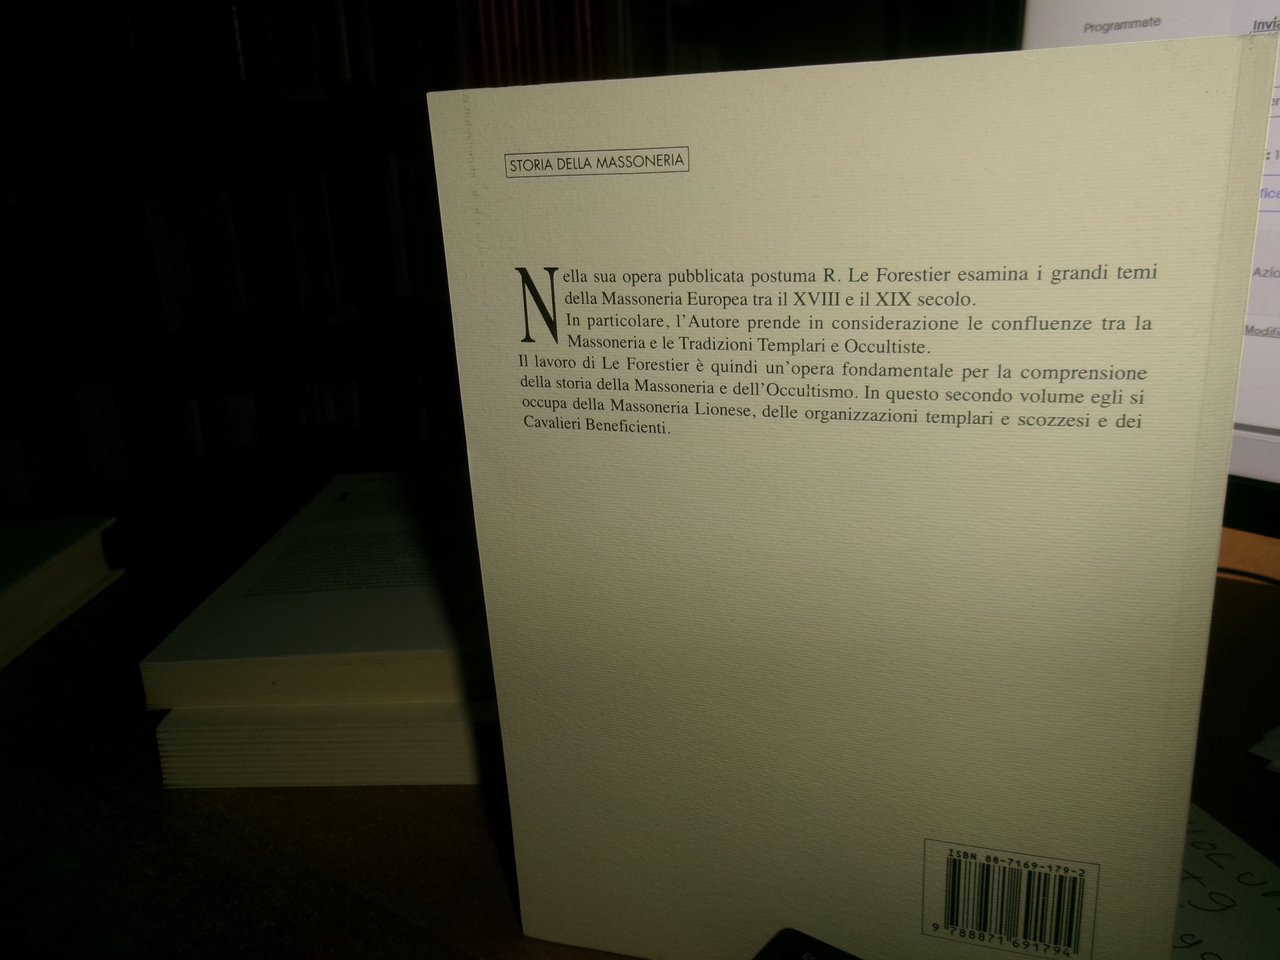 Programmate
STORIA DELLA MASSONERIA
Nella sua opera pubblicata postuma R. Le Forestier esamina i grandi temi
della Massoneria Europea tra il XVIII e il XIX secolo.
In particolare, l'Autore prende in considerazione le confluenze tra la
Massoneria e le Tradizioni Templari e Occultiste.
Il lavoro di Le Forestier è quindi un'opera fondamentale per la comprensione
della storia della Massoneria e dell'Occultismo. In questo secondo volume egli si
occupa della Massoneria Lionese, delle organizzazioni templari e scozzesi e dei
Cavalieri Beneficienti.
ISBN 88-7169-179-2
9 788871 691794